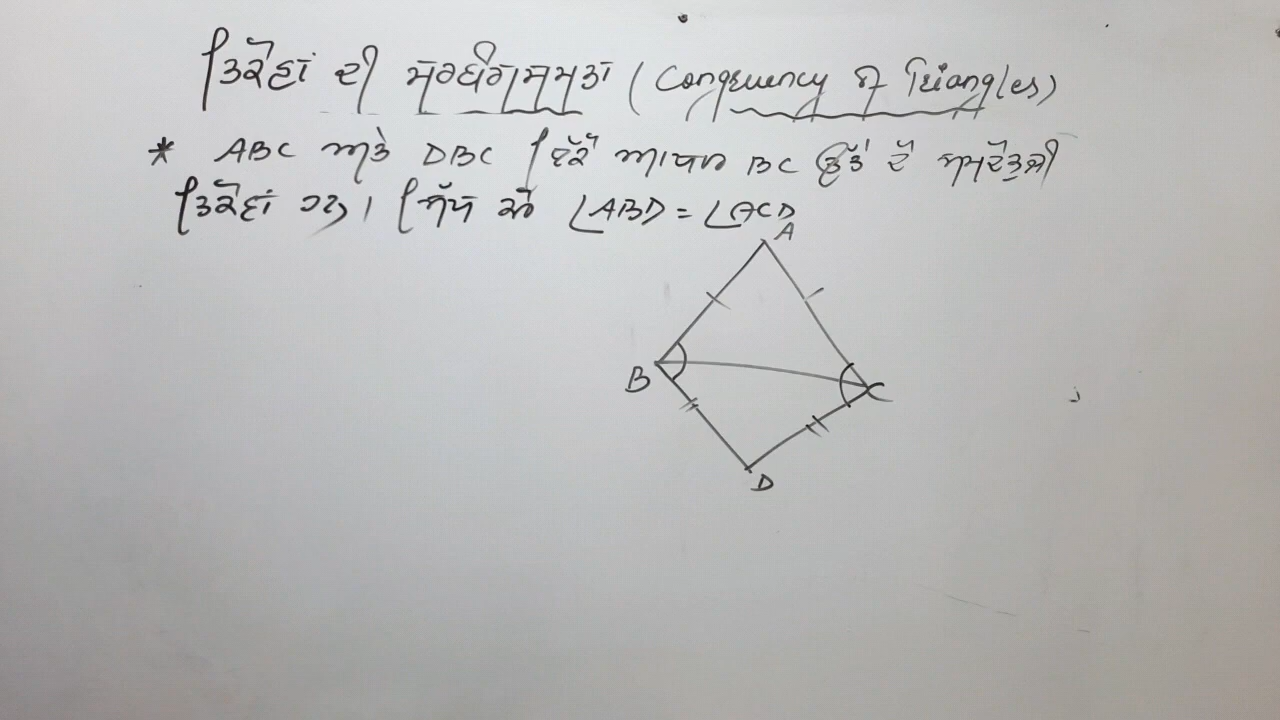 ਤਿਕੋਣਾਂ ਦੀ ਸਰਬੰਗਸਮਤਾ (Congruency of Triangles)
* ABC ਅਤੇ DBC ਇੱਕੋ ਆਧਾਰ BC ਉੱਤੇ ਦੋ ਸਮਦੋਭੁਜੀ
ਤਿਕੋਣਾਂ ਹਨ। ਸਿੱਧ ਕਰੋ ∠ABD = ∠ACD
A
B
C
D